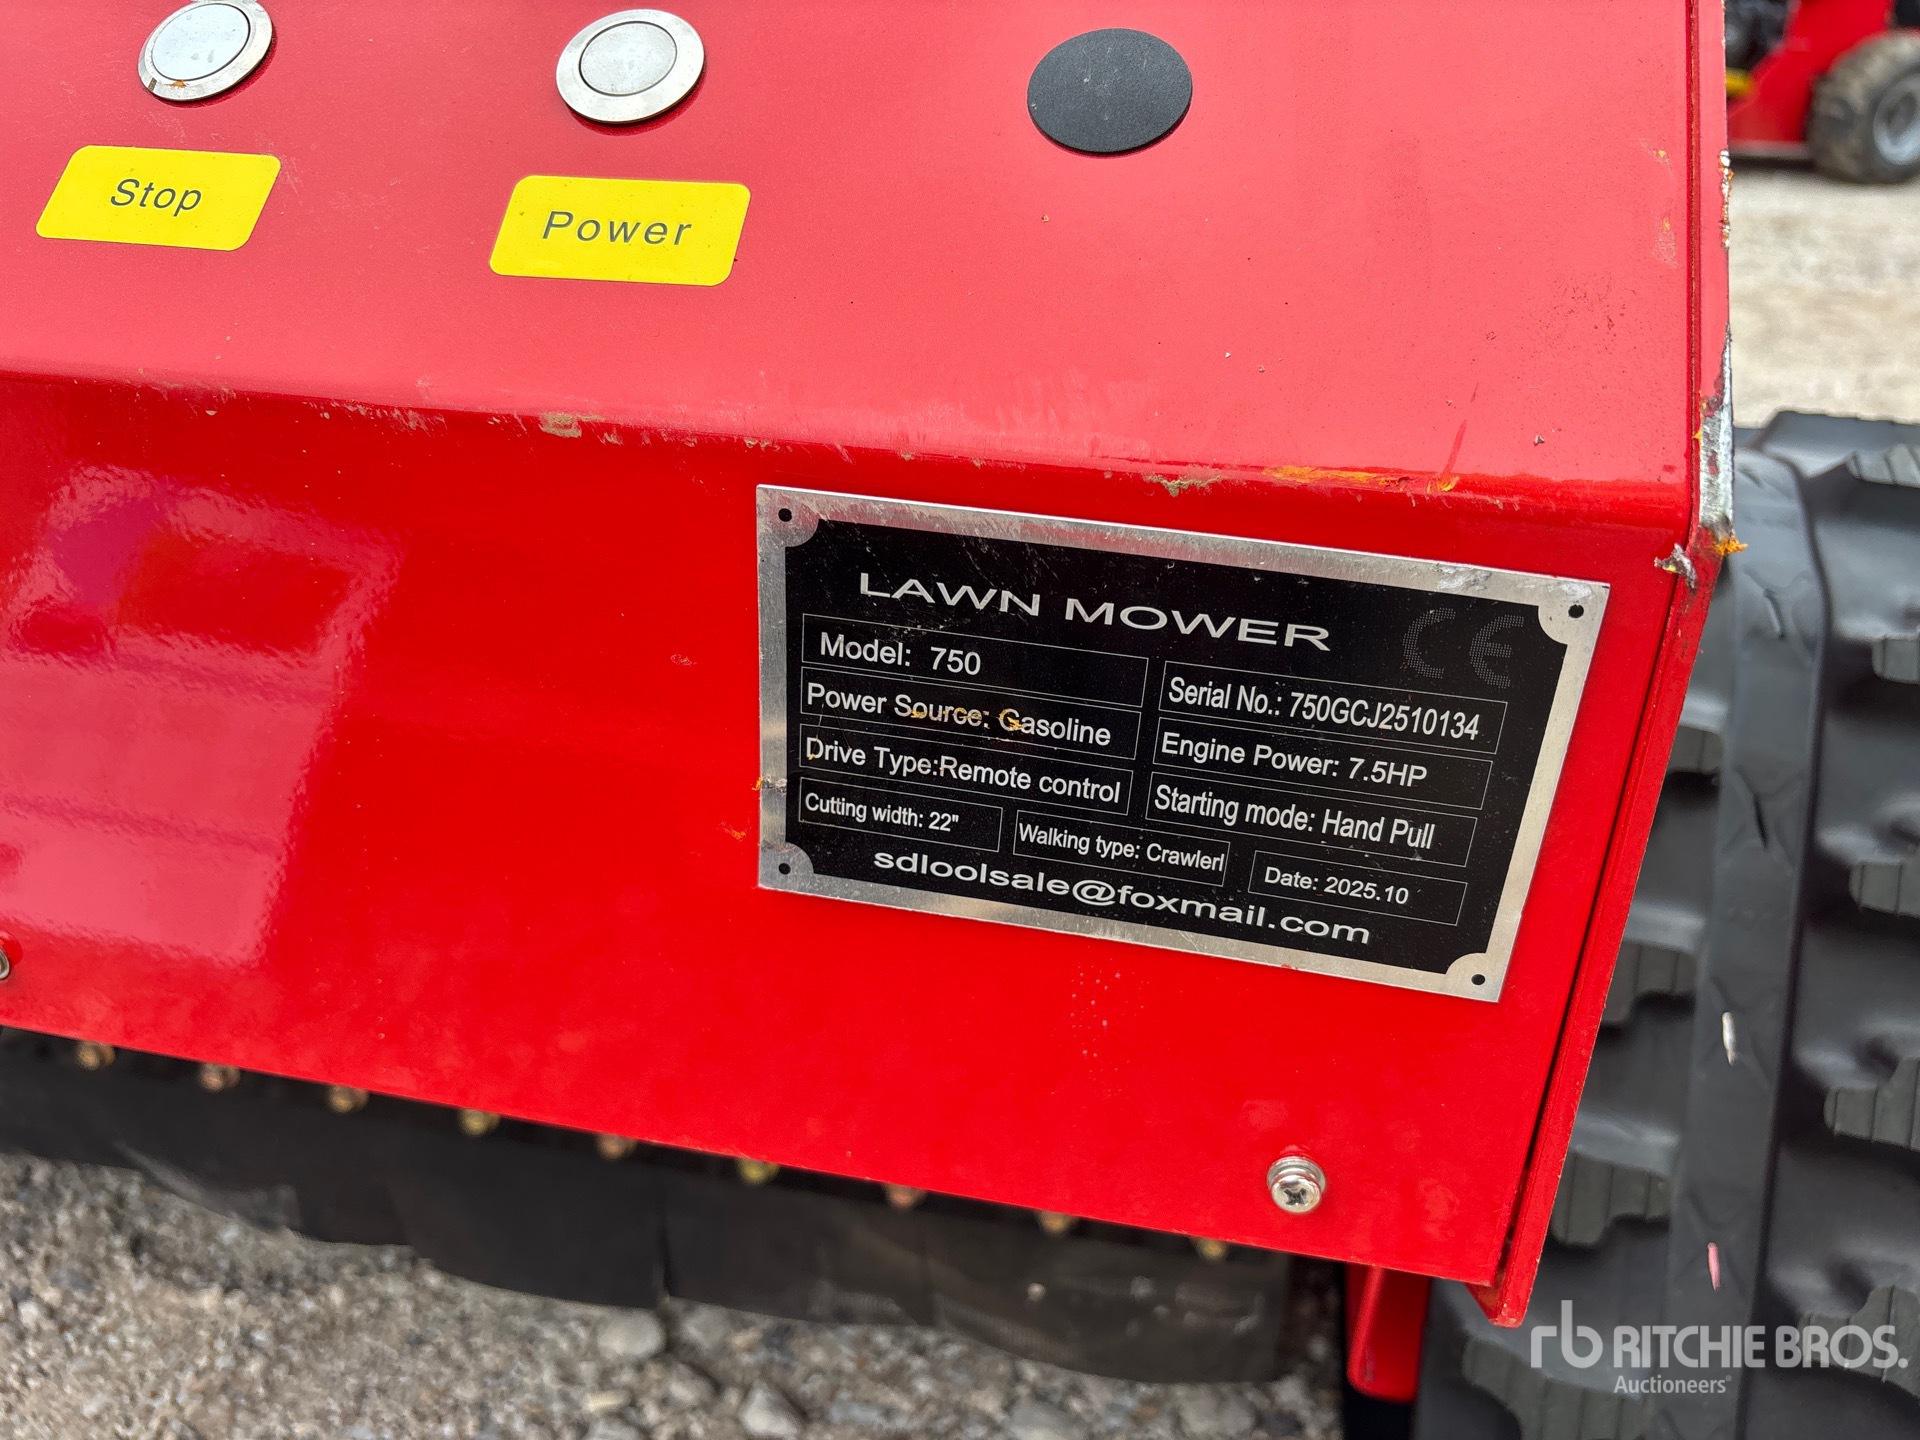 Stop
Power
LAWN MOWER
CE
Model: 750
Serial No.: 750GCJ2510134
Power Source: Gasoline
Engine Power: 7.5HP
Drive Type:Remote control
Starting mode: Hand Pull
Cutting width: 22"
Walking type: Crawlerl
Date: 2025.10
sdloolsale@foxmail.com
rb RITCHIE BROS.
Auctioneers